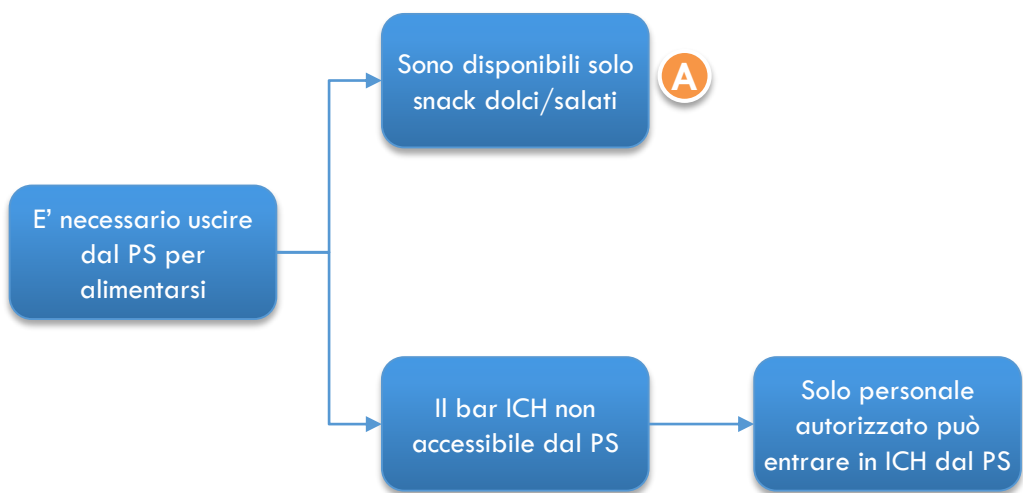 Sono disponibili solo
snack dolci/salati
A
E' necessario uscire
dal PS per
alimentarsi
Il bar ICH non
accessibile dal PS
Solo personale
autorizzato può
entrare in ICH dal PS